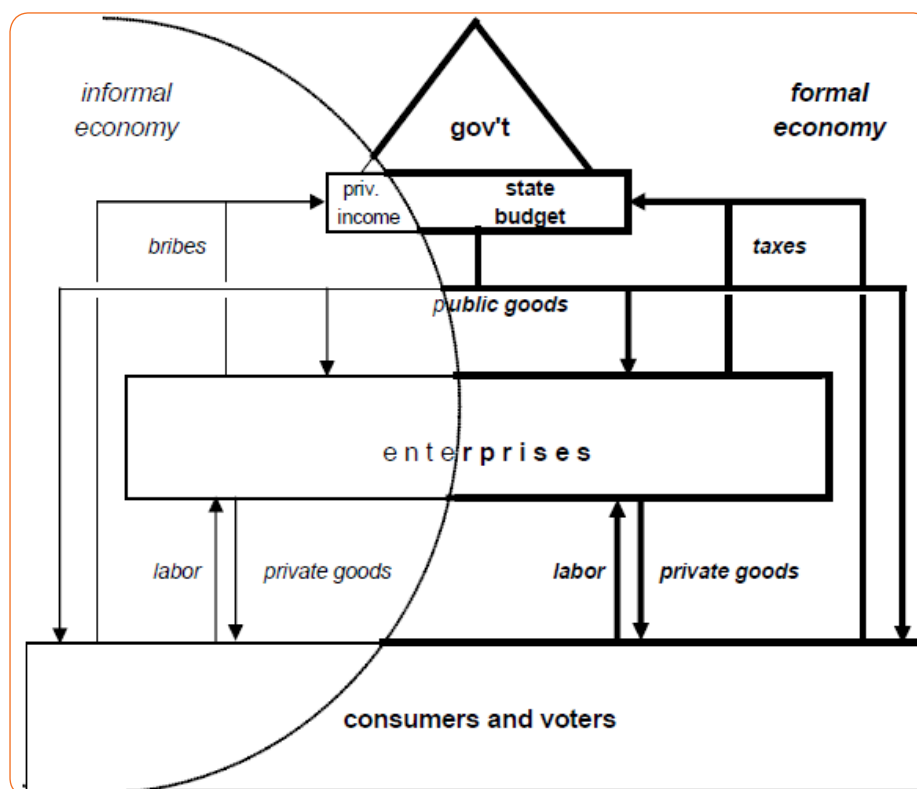 informal
economy
formal
economy
gov't
priv.
income
state
budget
bribes
taxes
public goods
enterprises
labor
private goods
labor
private goods
consumers and voters